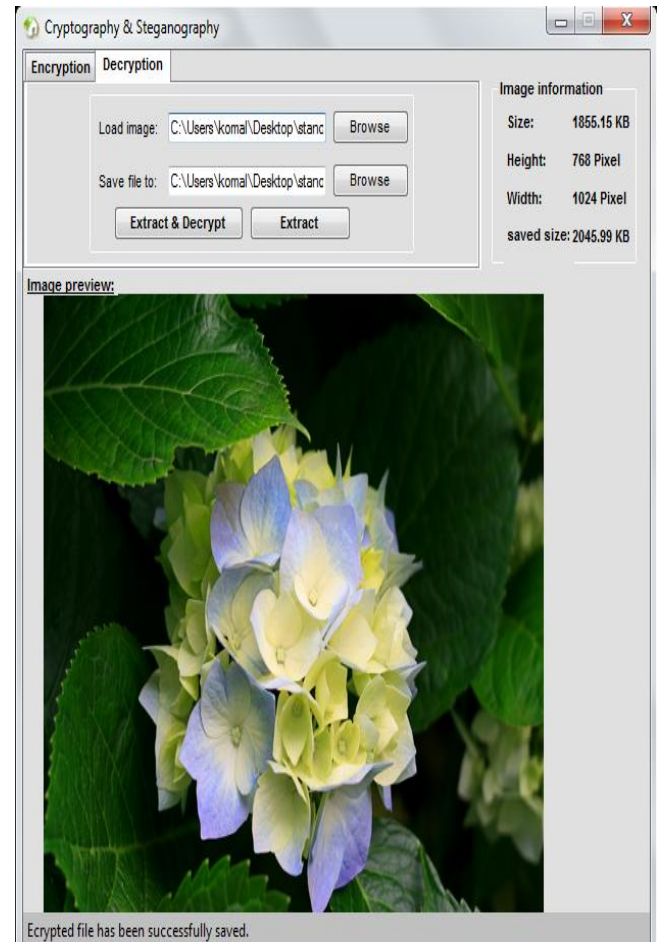 Cryptography & Steganography
Encryption Decryption
Load image: C:\Users\komal\Desktop\stanc Browse
Save file to: C:\Users\komal\Desktop\stanc Browse
Extract & Decrypt Extract
Image information
Size: 1855.15 KB
Height: 768 Pixel
Width: 1024 Pixel
saved size: 2045.99 KB
Image preview:
Ecrypted file has been successfully saved.